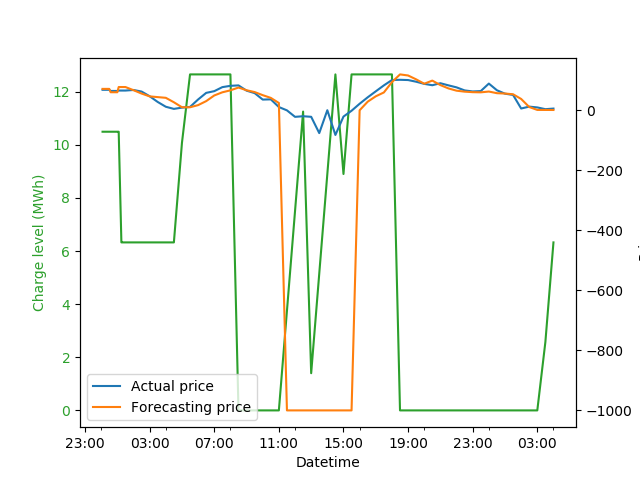 12
10
8
6
4
2
0
Charge level (MWh)
0
−200
−400
−600
−800
−1000
Actual price
Forecasting price
23:00 03:00 07:00 11:00 15:00 19:00 23:00 03:00
Datetime